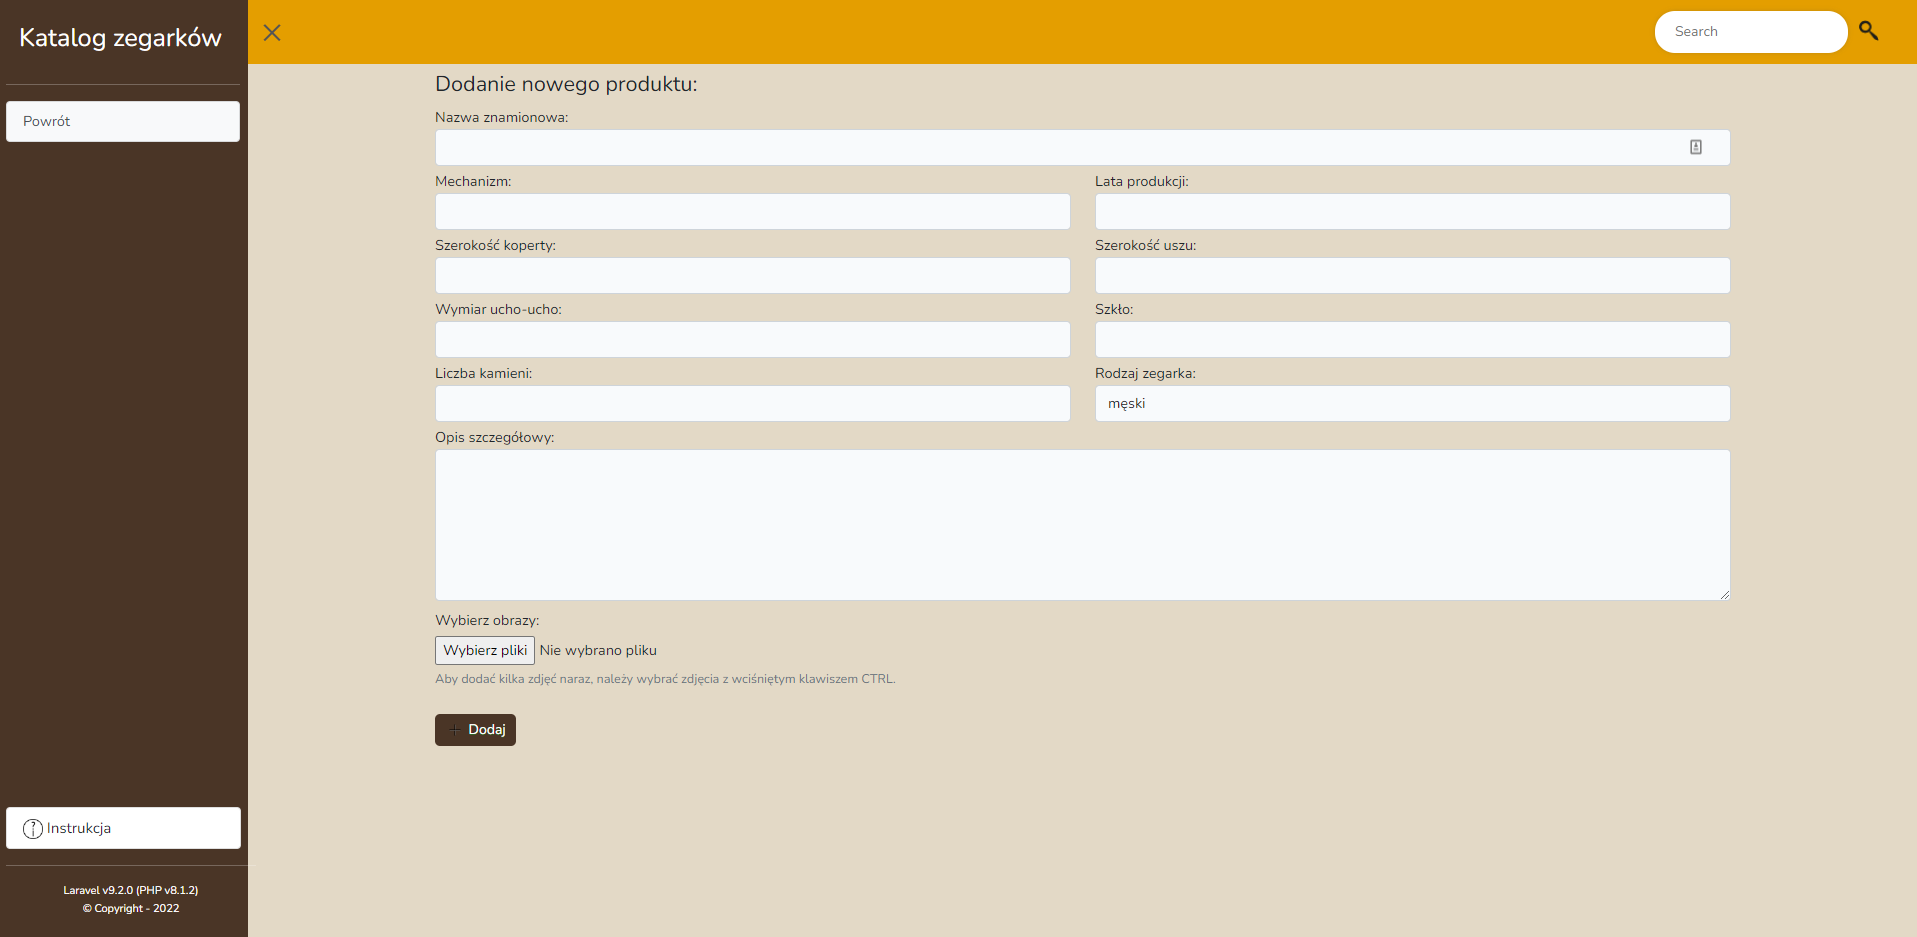 Katalog zegarków
Search
Powrót
Dodanie nowego produktu:
Nazwa znamionowa:
Mechanizm:
Lata produkcji:
Szerokość koperty:
Szerokość uszu:
Wymiar ucho-ucho:
Szkło:
Liczba kamieni:
Rodzaj zegarka:
męski
Opis szczegółowy:
Wybierz obrazy:
Wybierz pliki Nie wybrano pliku
Aby dodać kilka zdjęć naraz, należy wybrać zdjęcia z wciśniętym klawiszem CTRL.
+ Dodaj
? Instrukcja
Laravel v9.2.0 (PHP v8.1.2)
© Copyright - 2022